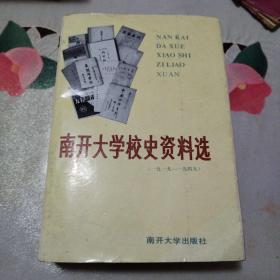 NAN KAI
DA XUE
XIAO SHI
ZI LIAO
XUAN
南开大学校史资料选
(一九一九—一九四九)
南开大学出版社